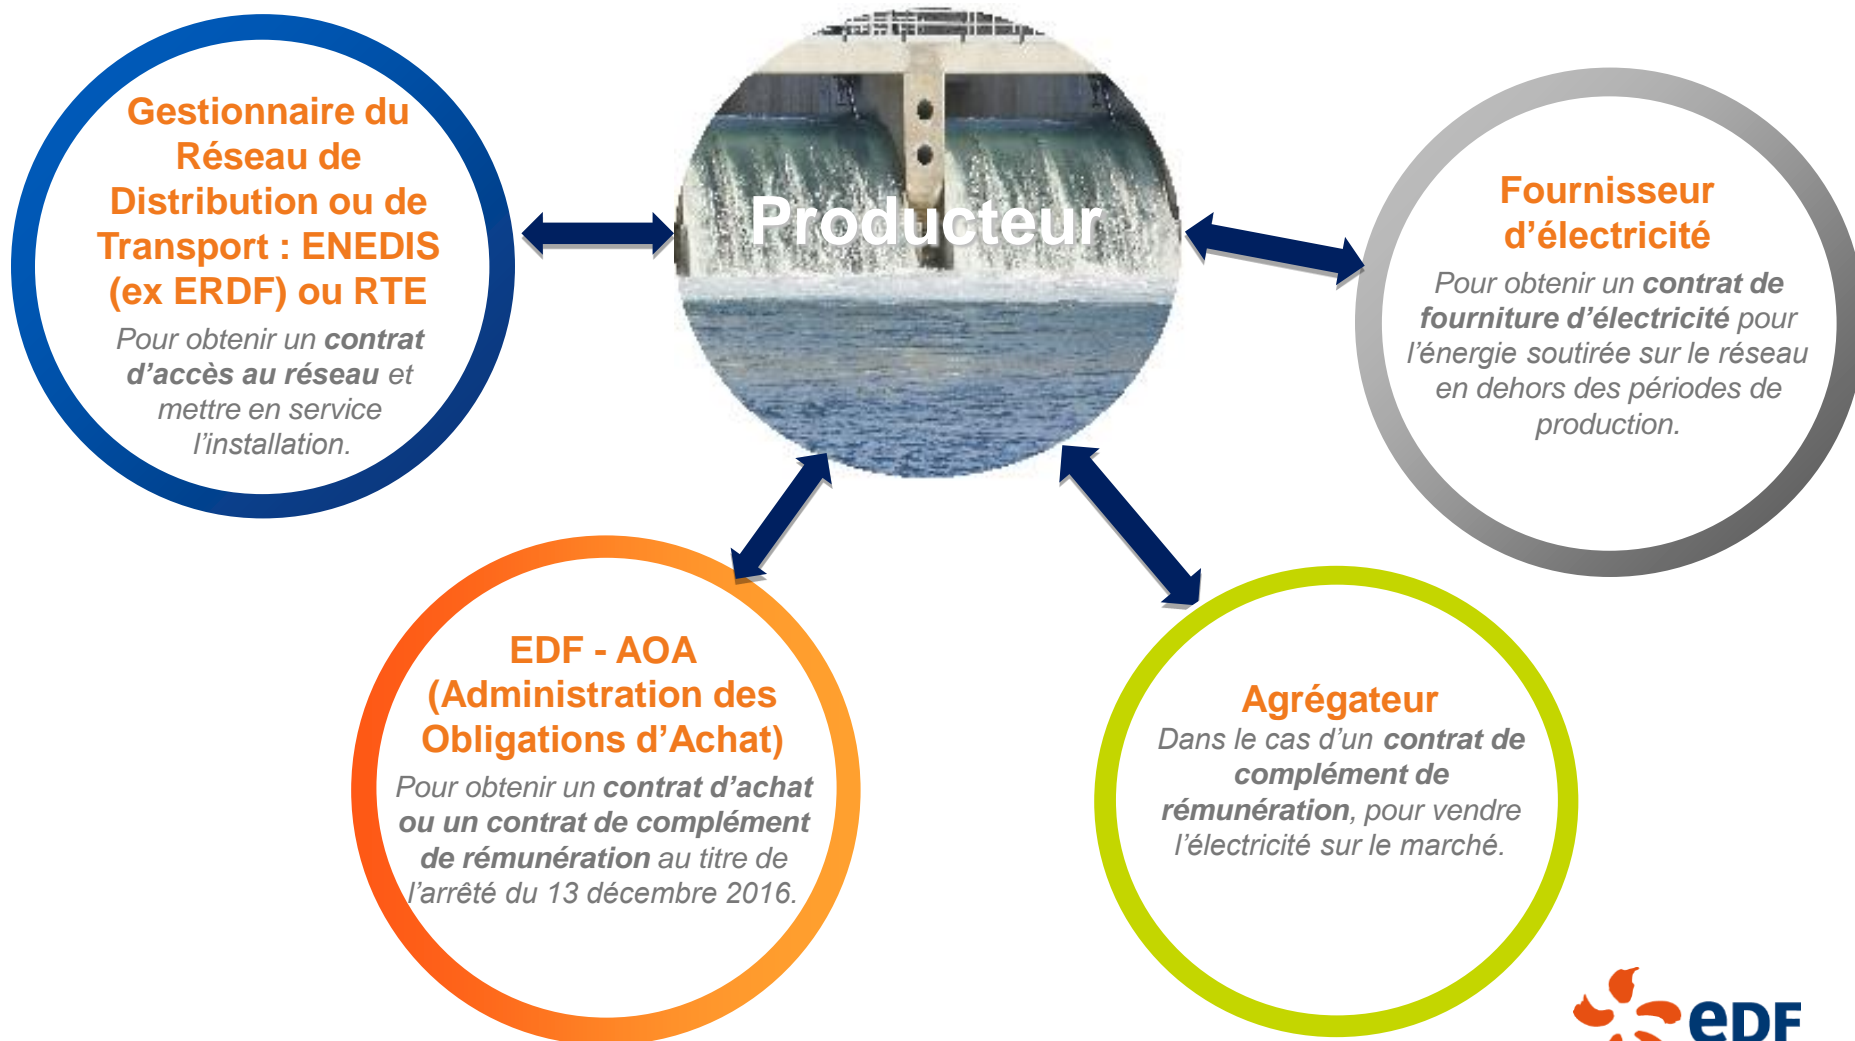 Gestionnaire du
Réseau de
Distribution ou de
Transport : ENEDIS
(ex ERDF) ou RTE
Pour obtenir un contrat
d’accès au réseau et
mettre en service
l’installation.
Producteur
Fournisseur
d’électricité
Pour obtenir un contrat de
fourniture d’électricité pour
l’énergie soutirée sur le réseau
en dehors des périodes de
production.
EDF - AOA
(Administration des
Obligations d’Achat)
Pour obtenir un contrat d’achat
ou un contrat de complément
de rémunération au titre de
l’arrêté du 13 décembre 2016.
Agrégateur
Dans le cas d’un contrat de
complément de
rémunération, pour vendre
l’électricité sur le marché.
eDF